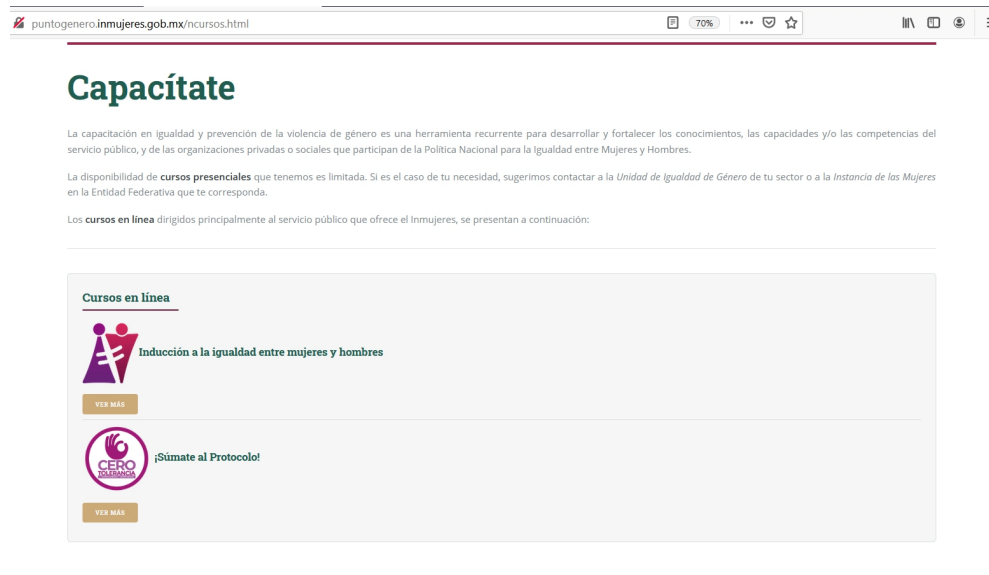 puntogenero.inmujeres.gob.mx/ncursos.html
70%
Capacítate
La capacitación en igualdad y prevención de la violencia de género es una herramienta recurrente para desarrollar y fortalecer los conocimientos, las capacidades y/o las competencias del
servicio público, y de las organizaciones privadas o sociales que participan de la Política Nacional para la Igualdad entre Mujeres y Hombres.
La disponibilidad de cursos presenciales que tenemos es limitada. Si es el caso de tu necesidad, sugerimos contactar a la Unidad de Igualdad de Género de tu sector o a la Instancia de las Mujeres
en la Entidad Federativa que te corresponda.
Los cursos en línea dirigidos principalmente al servicio público que ofrece el Inmujeres, se presentan a continuación:
Cursos en línea
Inducción a la igualdad entre mujeres y hombres
VER MÁS
CERO
TOLERANCIA
¡Súmate al Protocolo!
VER MÁS